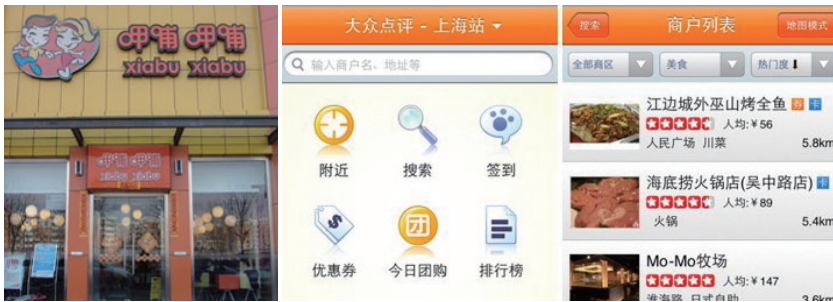 呷哺呷哺
xiabu xiabu
呷哺呷哺
xiabu xiabu
大众点评 - 上海站
输入商户名、地址等
附近
搜索
签到
优惠券
今日团购
排行榜
搜索
商户列表
地图模式
全部商区
美食
热门度
江边城外巫山烤全鱼 券 卡
人均:¥56
人民广场 川菜 5.8km
海底捞火锅店(吴中路店) 卡
人均:¥89
火锅 5.4km
Mo-Mo牧场
人均:¥147
淮海路 日式自助 3.6km